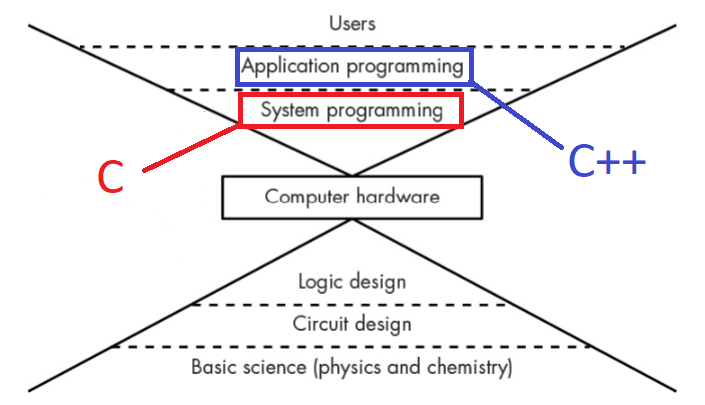 Users
Application programming
System programming
C
C++
Computer hardware
Logic design
Circuit design
Basic science (physics and chemistry)